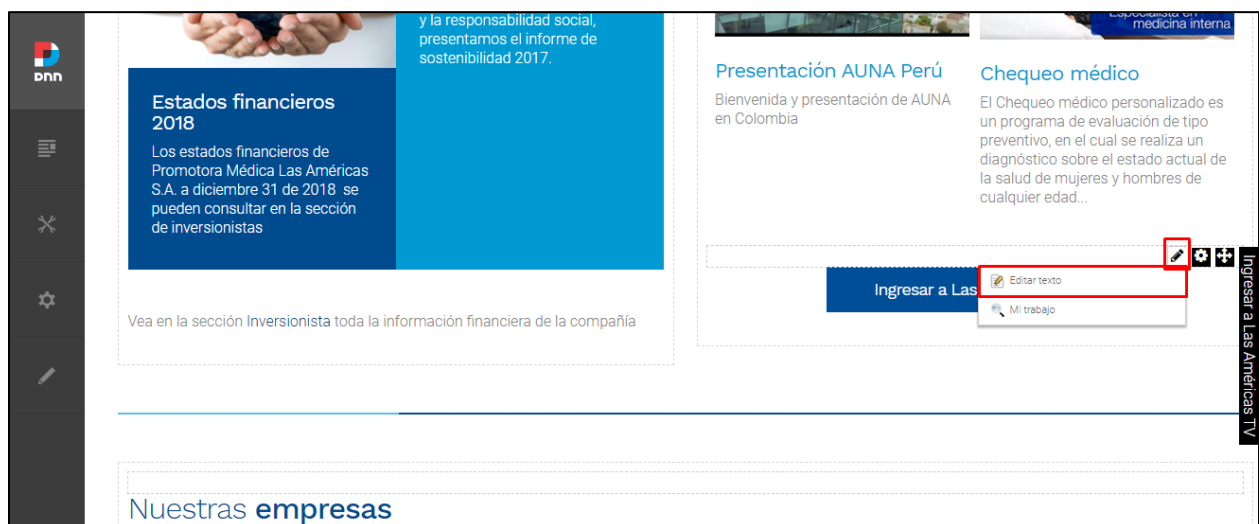 DNN
y la responsabilidad social,
presentamos el informe de
sostenibilidad 2017.
Estados financieros
2018
Los estados financieros de
Promotora Médica Las Américas
S.A. a diciembre 31 de 2018 se
pueden consultar en la sección
de inversionistas
Vea en la sección Inversionista toda la información financiera de la compañía
Especialista en
medicina interna
Presentación AUNA Perú
Bienvenida y presentación de AUNA
en Colombia
Chequeo médico
El Chequeo médico personalizado es
un programa de evaluación de tipo
preventivo, en el cual se realiza un
diagnóstico sobre el estado actual de
la salud de mujeres y hombres de
cualquier edad...
Ingresar a Las
Editar texto
Mi trabajo
Ingresar a Las Américas TV
Nuestras empresas